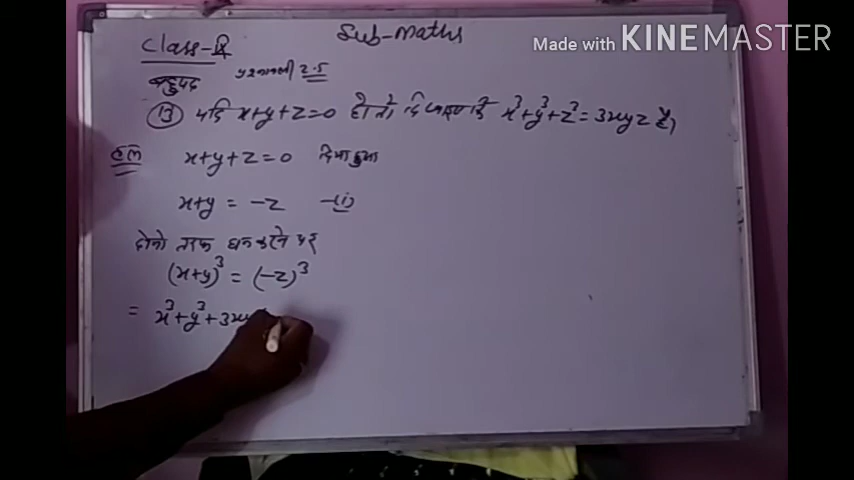 Sub-Maths
Made with KINEMASTER
Class-IX
बहुपद
प्रश्नावली 2.5
(13) यदि x+y+z=0 हो तो दिखाइए कि x³+y³+z³=3xyz है।
हल x+y+z=0 दिया हुआ
x+y = -z -(i)
दोनो तरफ घन करने पर
(x+y)³ = (-z)³
= x³+y³+3xy